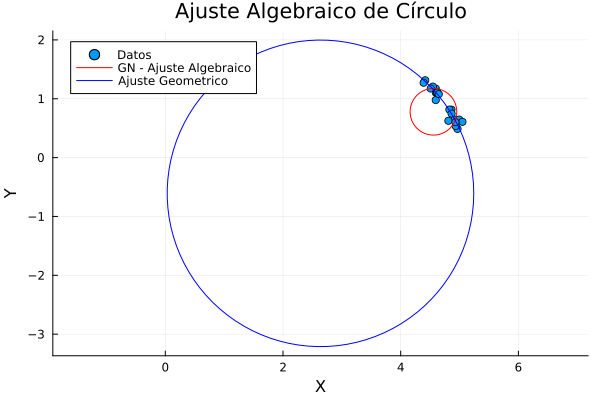 Ajuste Algebraico de Círculo
Datos
GN - Ajuste Algebraico
Ajuste Geometrico
2
1
0
−1
−2
−3
Y
0 2 4 6
X